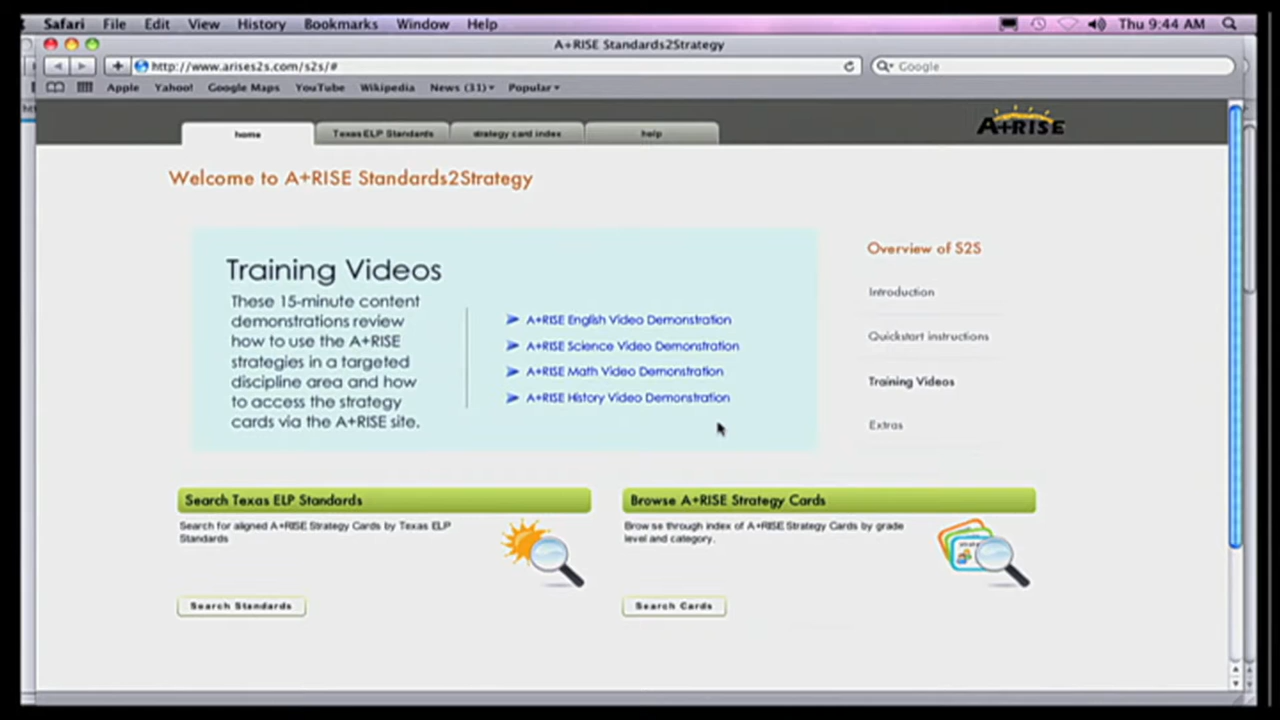 Safari File Edit View History Bookmarks Window Help Thu 9:44 AM
A+RISE Standards2Strategy
http://www.arises2s.com/s2s/# Google
Apple Yahoo! Google Maps YouTube Wikipedia News (31) Popular
home Texas ELP Standards strategy card index help A+RISE
Welcome to A+RISE Standards2Strategy
Training Videos
These 15-minute content
demonstrations review
how to use the A+RISE
strategies in a targeted
discipline area and how
to access the strategy
cards via the A+RISE site.
A+RISE English Video Demonstration
A+RISE Science Video Demonstration
A+RISE Math Video Demonstration
A+RISE History Video Demonstration
Overview of S2S
Introduction
Quickstart instructions
Training Videos
Extras
Search Texas ELP Standards
Search for aligned A+RISE Strategy Cards by Texas ELP
Standards
Search Standards
Browse A+RISE Strategy Cards
Browse through index of A+RISE Strategy Cards by grade
level and category.
Search Cards